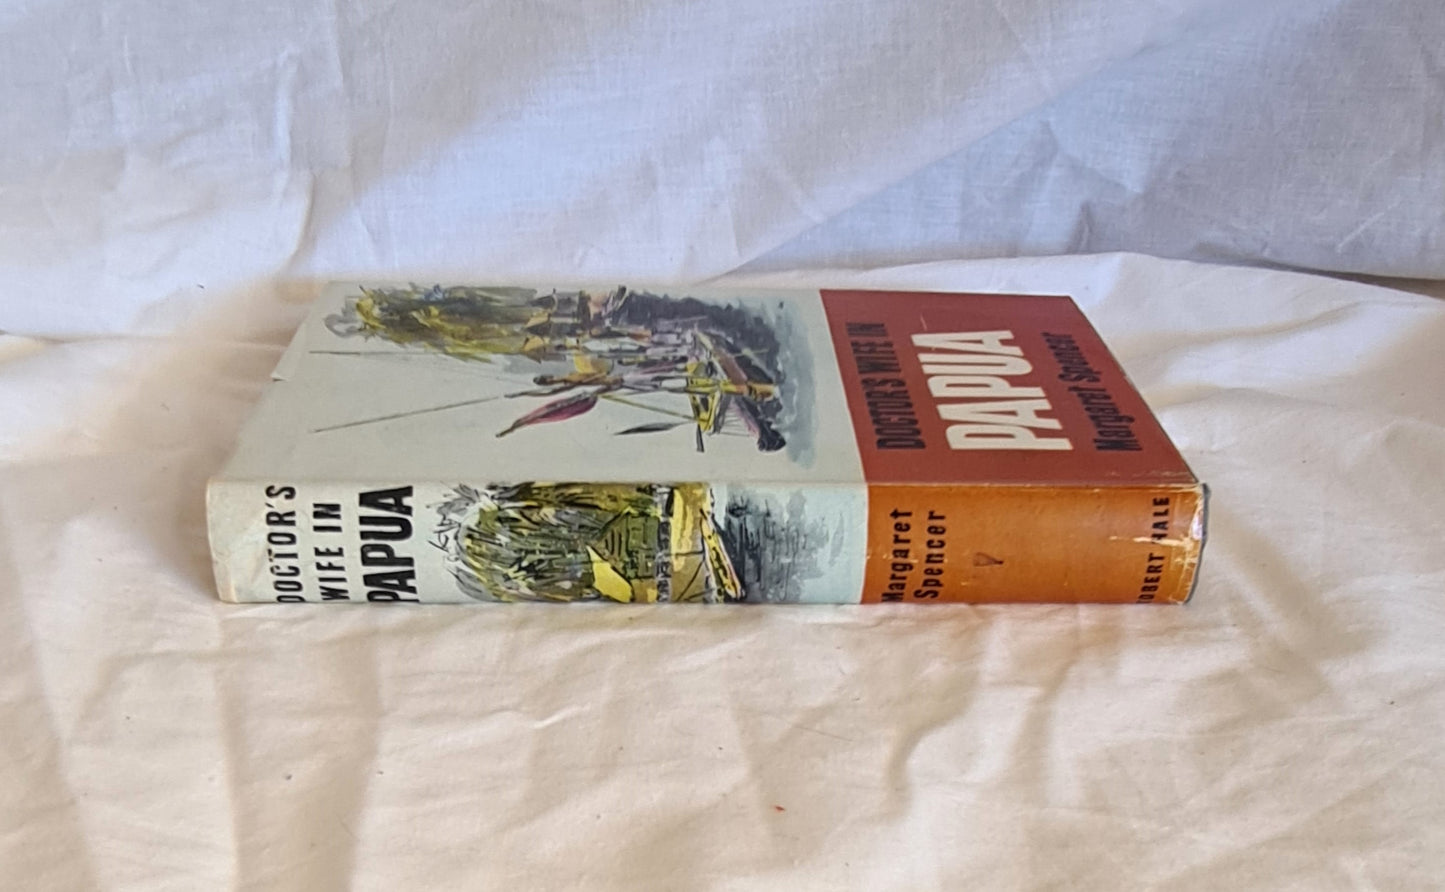 DOCTOR'S WIFE IN
PAPUA
Margaret Spencer
DOCTOR'S
WIFE IN
PAPUA
Margaret
Spencer
ROBERT HALE